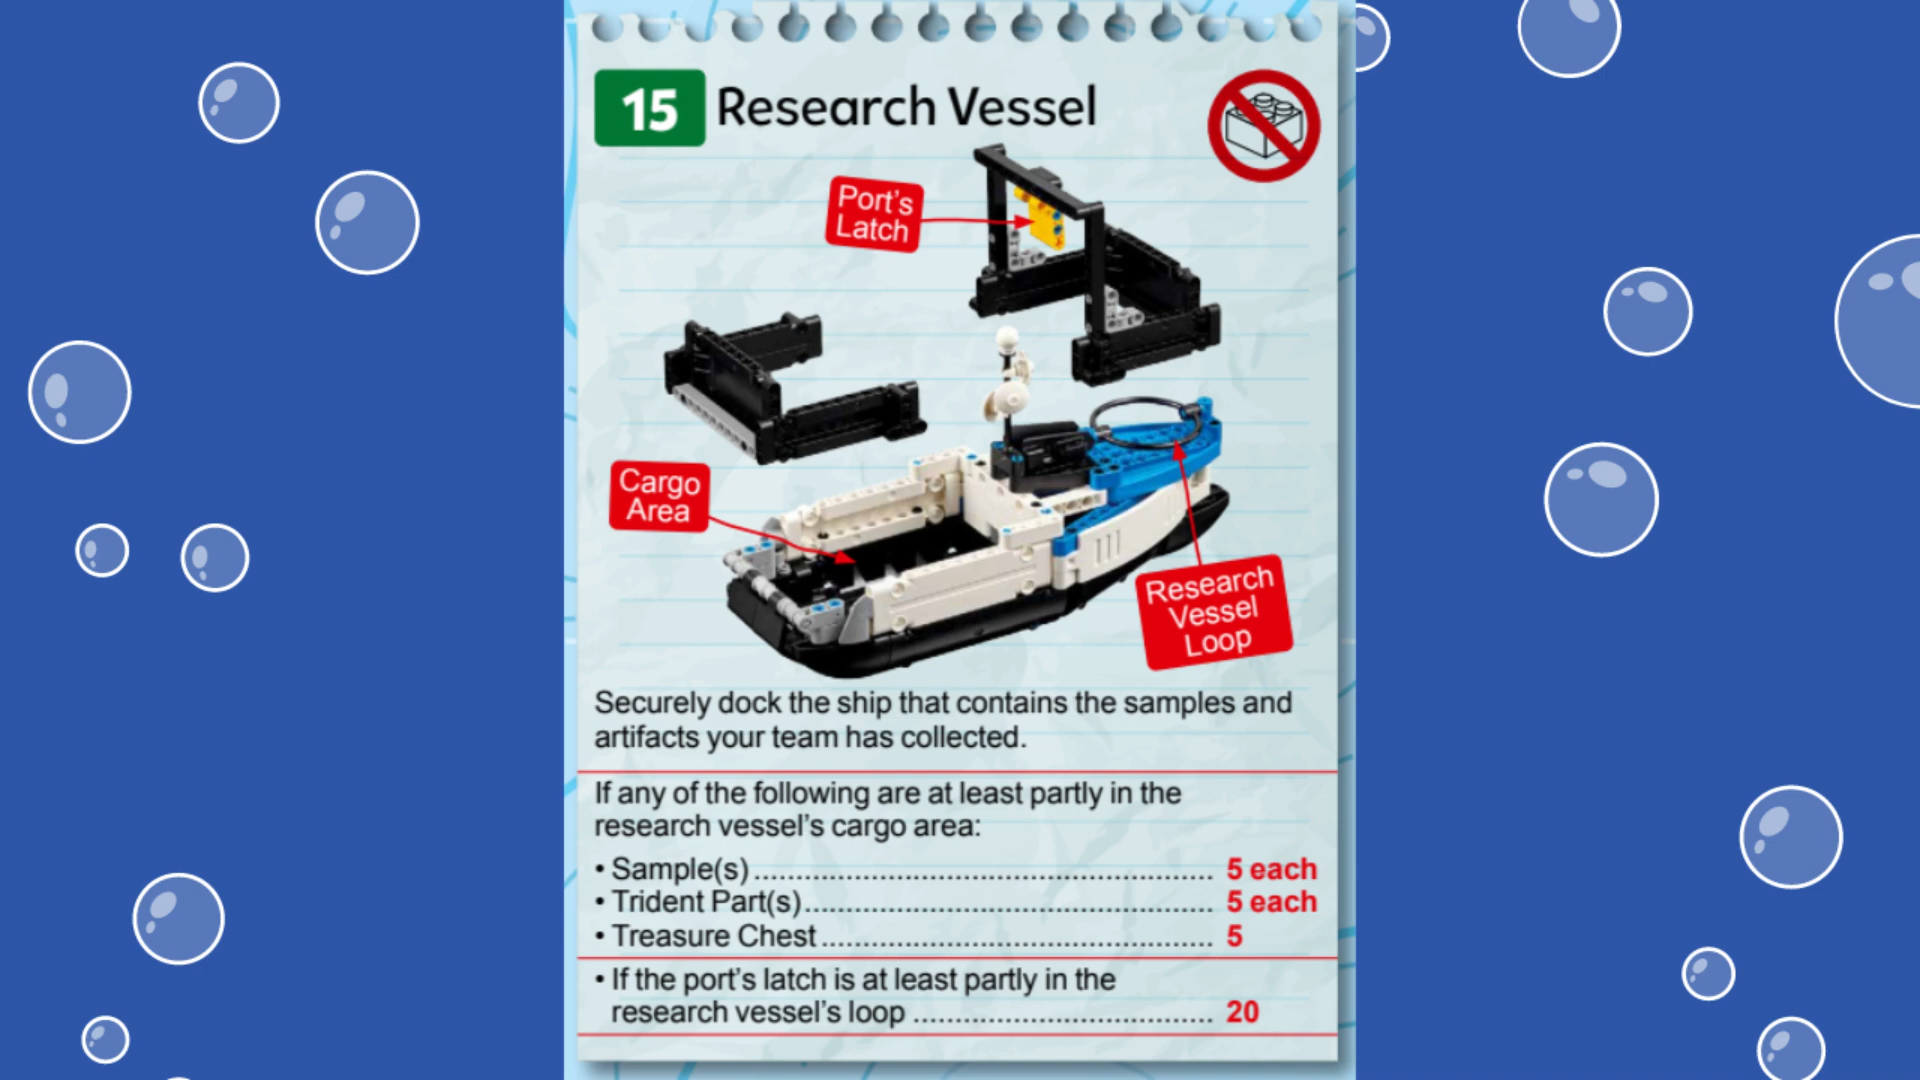 15 Research Vessel
Port's
Latch
Cargo
Area
Research
Vessel
Loop
Securely dock the ship that contains the samples and
artifacts your team has collected.
If any of the following are at least partly in the
research vessel's cargo area:
• Sample(s) ........................................................ 5 each
• Trident Part(s) .................................................. 5 each
• Treasure Chest ................................................ 5
• If the port's latch is at least partly in the
research vessel's loop ..................................... 20